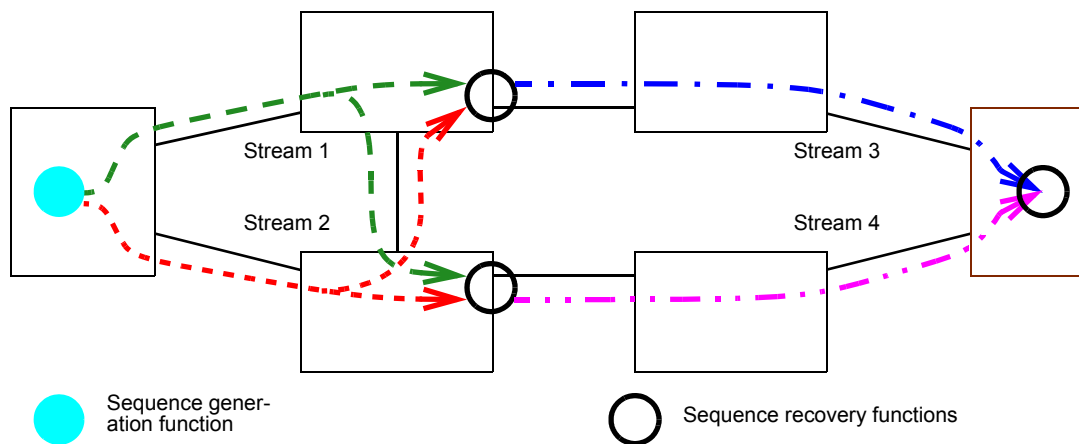 Stream 1
Stream 3
Stream 2
Stream 4
Sequence gener-
ation function
Sequence recovery functions